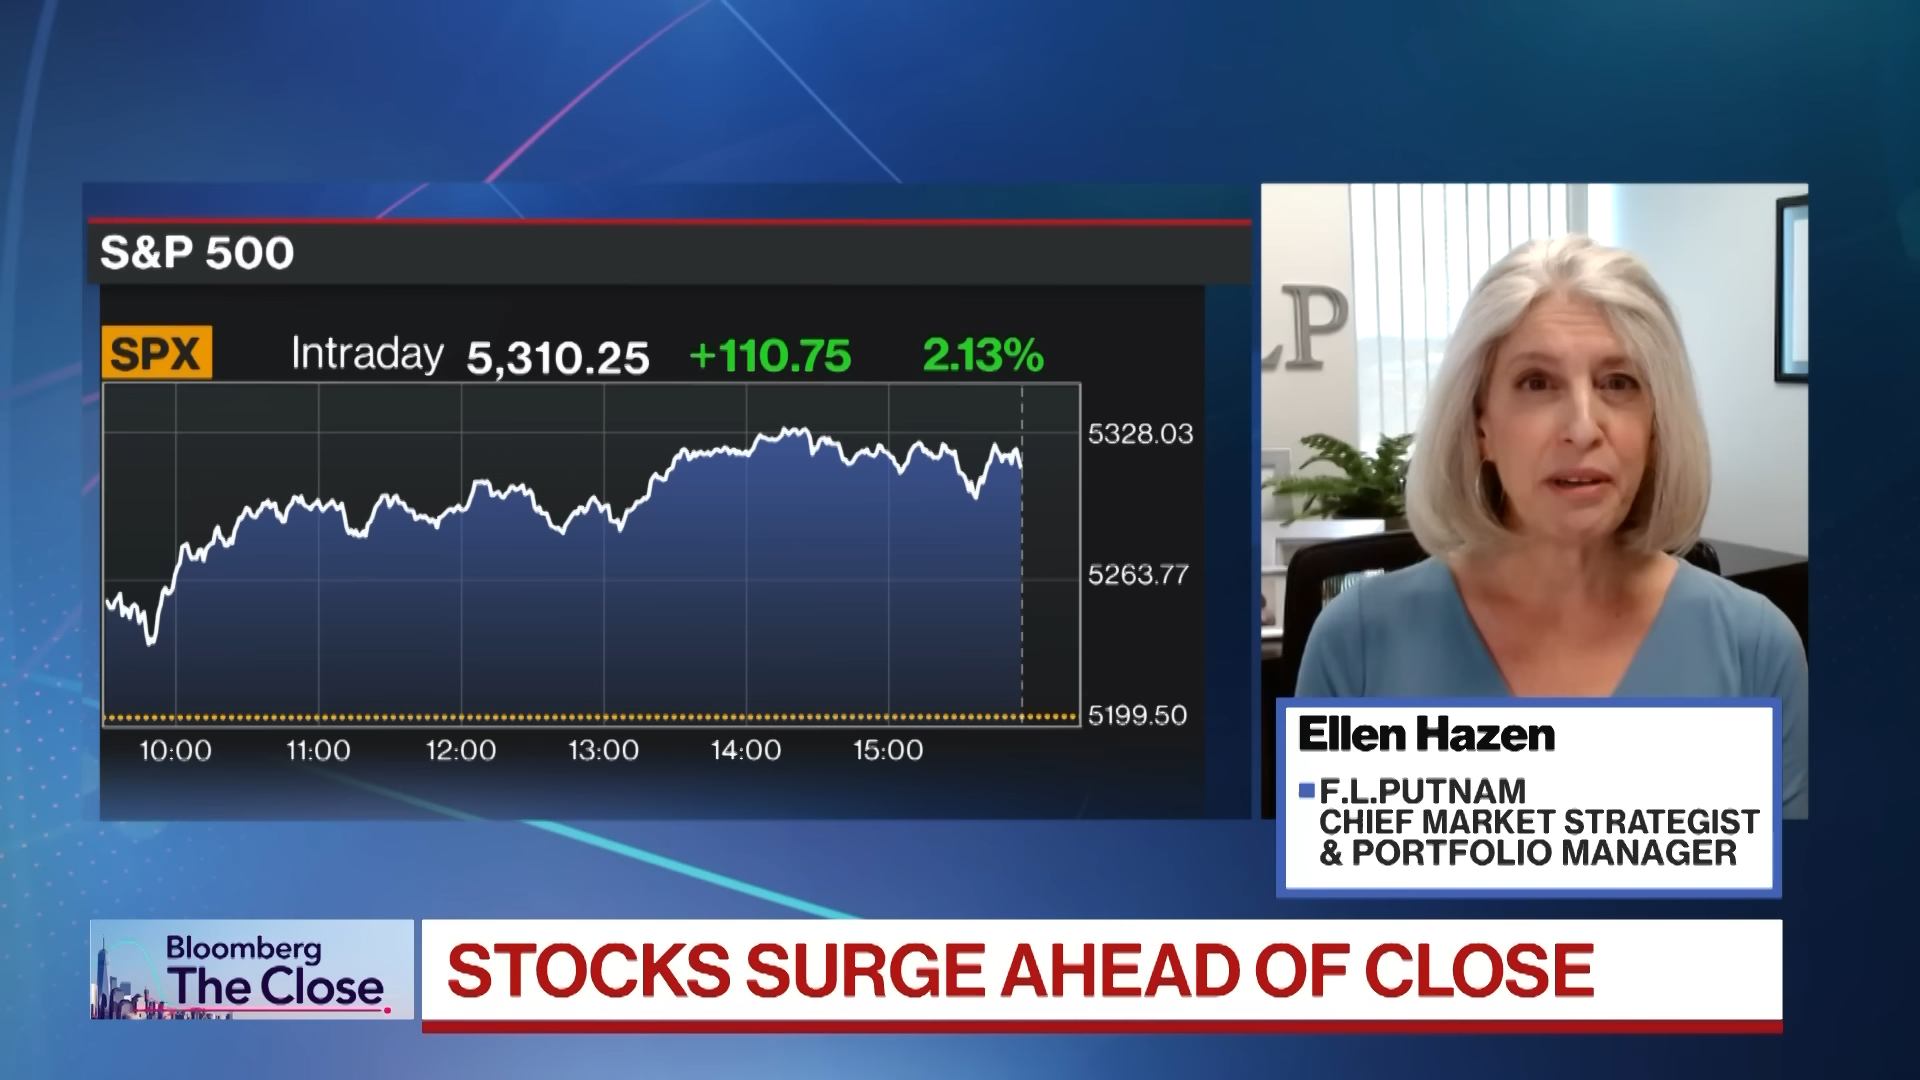 S&P 500
SPX Intraday 5,310.25 +110.75 2.13%
5328.03
5263.77
5199.50
10:00 11:00 12:00 13:00 14:00 15:00
LP
Ellen Hazen
F.L.PUTNAM
CHIEF MARKET STRATEGIST
& PORTFOLIO MANAGER
Bloomberg
The Close
STOCKS SURGE AHEAD OF CLOSE